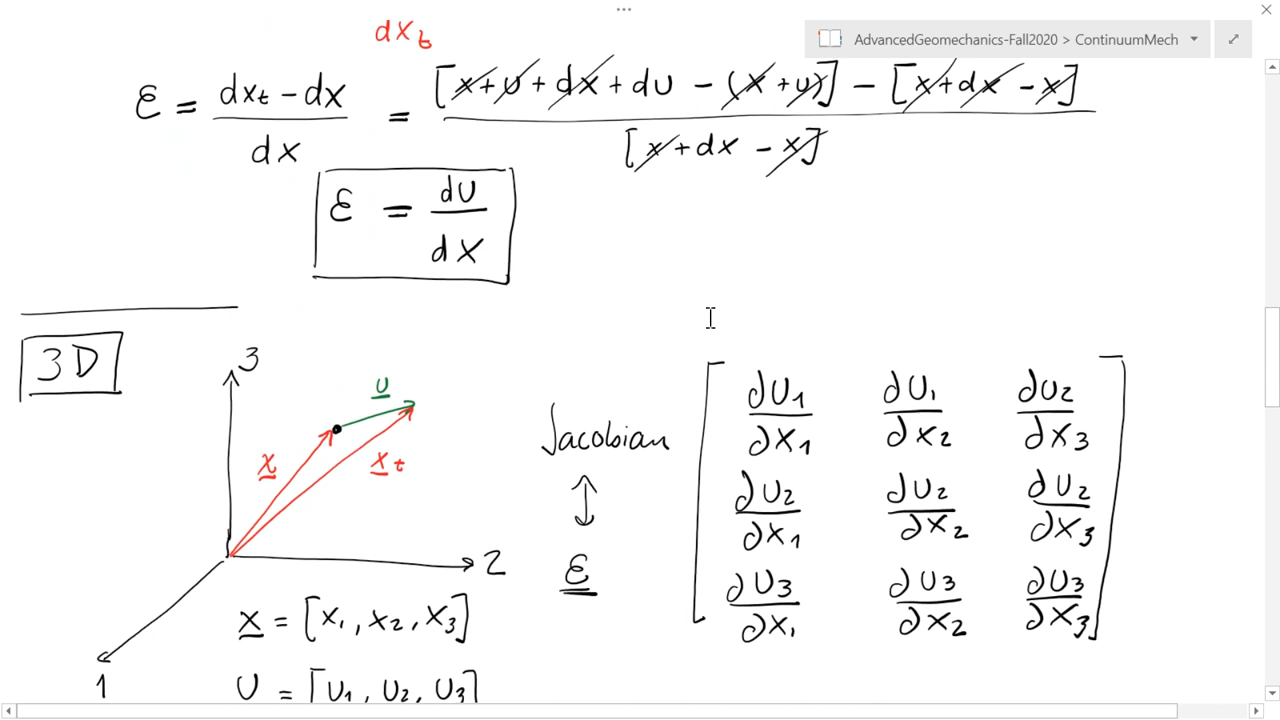 AdvancedGeomechanics-Fall2020 > ContinuumMech
dx_t
ε = (dx_t - dx) / dx = ([x+u + dx + du - (x + u)] - [x+dx - x]) / [x+dx - x]
ε = du / dx
3D
3
u
x
x_t
2
1
x = [x₁, x₂, x₃]
u = [u₁, u₂, u₃]
Jacobian
↕
ε
[ ∂u₁/∂x₁ ∂u₁/∂x₂ ∂u₂/∂x₃
∂u₂/∂x₁ ∂u₂/∂x₂ ∂u₂/∂x₃
∂u₃/∂x₁ ∂u₃/∂x₂ ∂u₃/∂x₃ ]